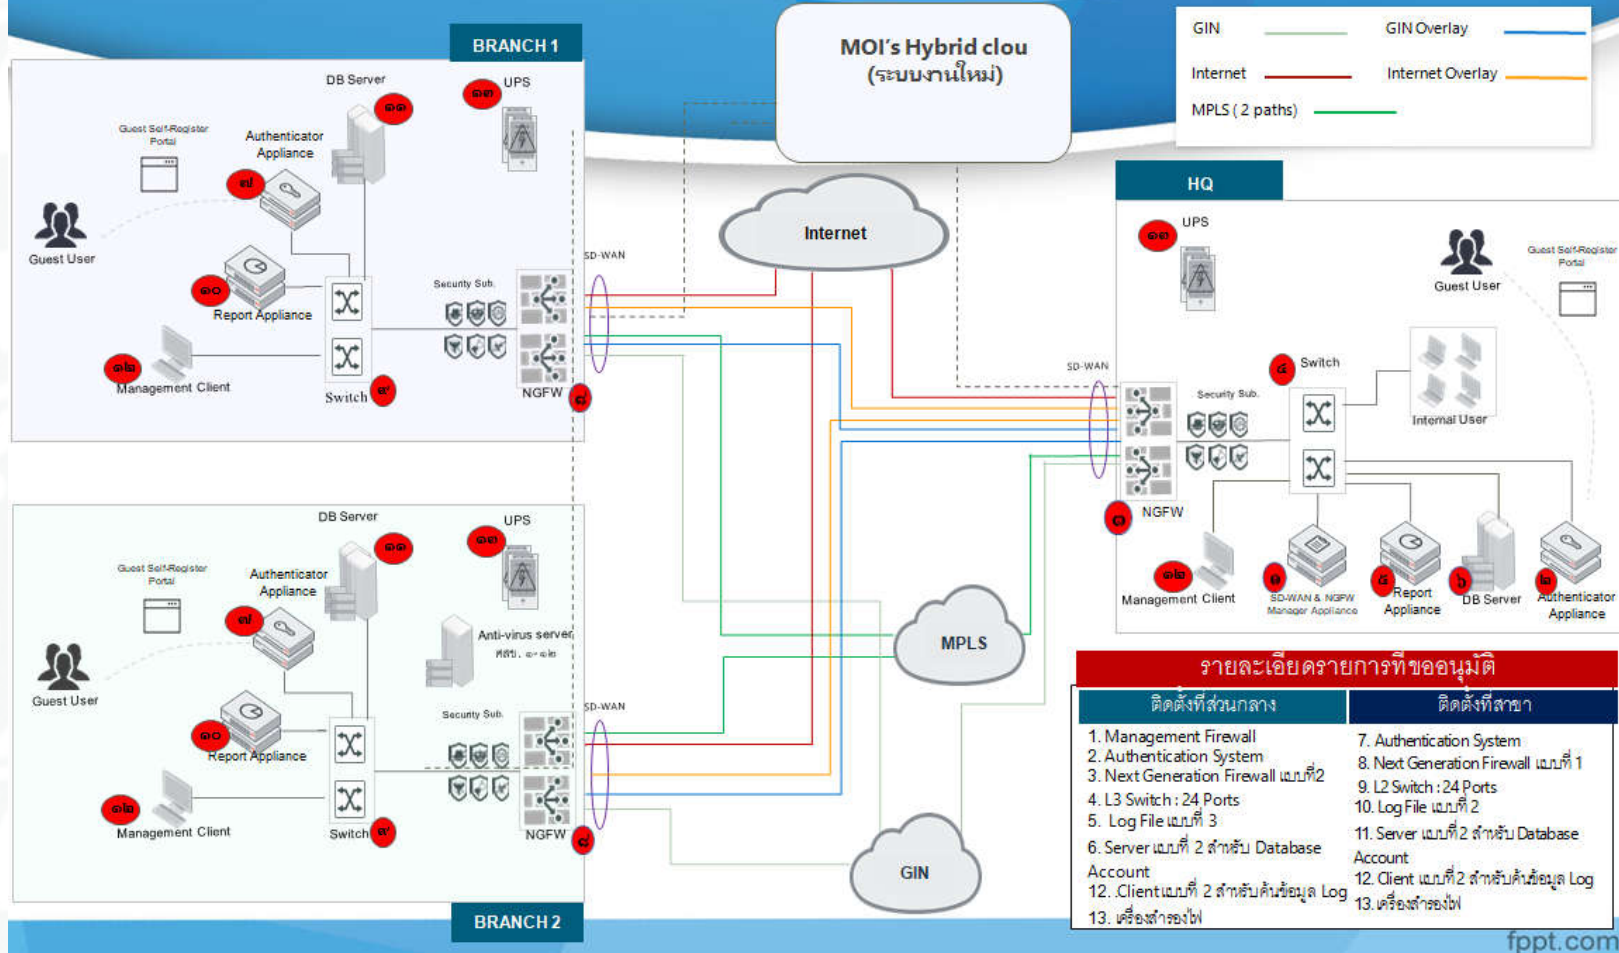 MOI's Hybrid clou
(ระบบงานใหม่)
GIN
GIN Overlay
Internet
Internet Overlay
MPLS ( 2 paths)
BRANCH 1
DB Server
๑๑
๑๓
UPS
Guest Self-Register
Portal
Authenticator
Appliance
๗
Guest User
๑๐
Report Appliance
Security Sub.
SD-WAN
๑๒
Management Client
Switch
๙
NGFW
๘
Internet
MPLS
GIN
HQ
๑๓
UPS
Guest User
Guest Self-Register
Portal
SD-WAN
๔
Switch
Security Sub.
Internal User
๓
NGFW
๑๒
Management Client
๑
SD-WAN & NGFW
Manager Appliance
๕
Report
Appliance
๖
DB Server
๒
Authenticator
Appliance
DB Server
๑๑
๑๓
UPS
Guest Self-Register
Portal
Authenticator
Appliance
๗
Anti-virus server
ศสข. ๑-๑๒
Guest User
๑๐
Report Appliance
Security Sub.
SD-WAN
๑๒
Management Client
Switch
๙
NGFW
๘
BRANCH 2
รายละเอียดรายการที่ขออนุมัติ
ติดตั้งที่ส่วนกลาง
1. Management Firewall
2. Authentication System
3. Next Generation Firewall แบบที่2
4. L3 Switch : 24 Ports
5. Log File แบบที่ 3
6. Server แบบที่ 2 สำหรับ Database
Account
12. .Client แบบที่ 2 สำหรับค้นข้อมูล Log
13. เครื่องสำรองไฟ
ติดตั้งที่สาขา
7. Authentication System
8. Next Generation Firewall แบบที่ 1
9. L2 Switch : 24 Ports
10. Log File แบบที่ 2
11. Server แบบที่2 สำหรับ Database
Account
12. Client แบบที่2 สำหรับค้นข้อมูล Log
13. เครื่องสำรองไฟ
fppt.com